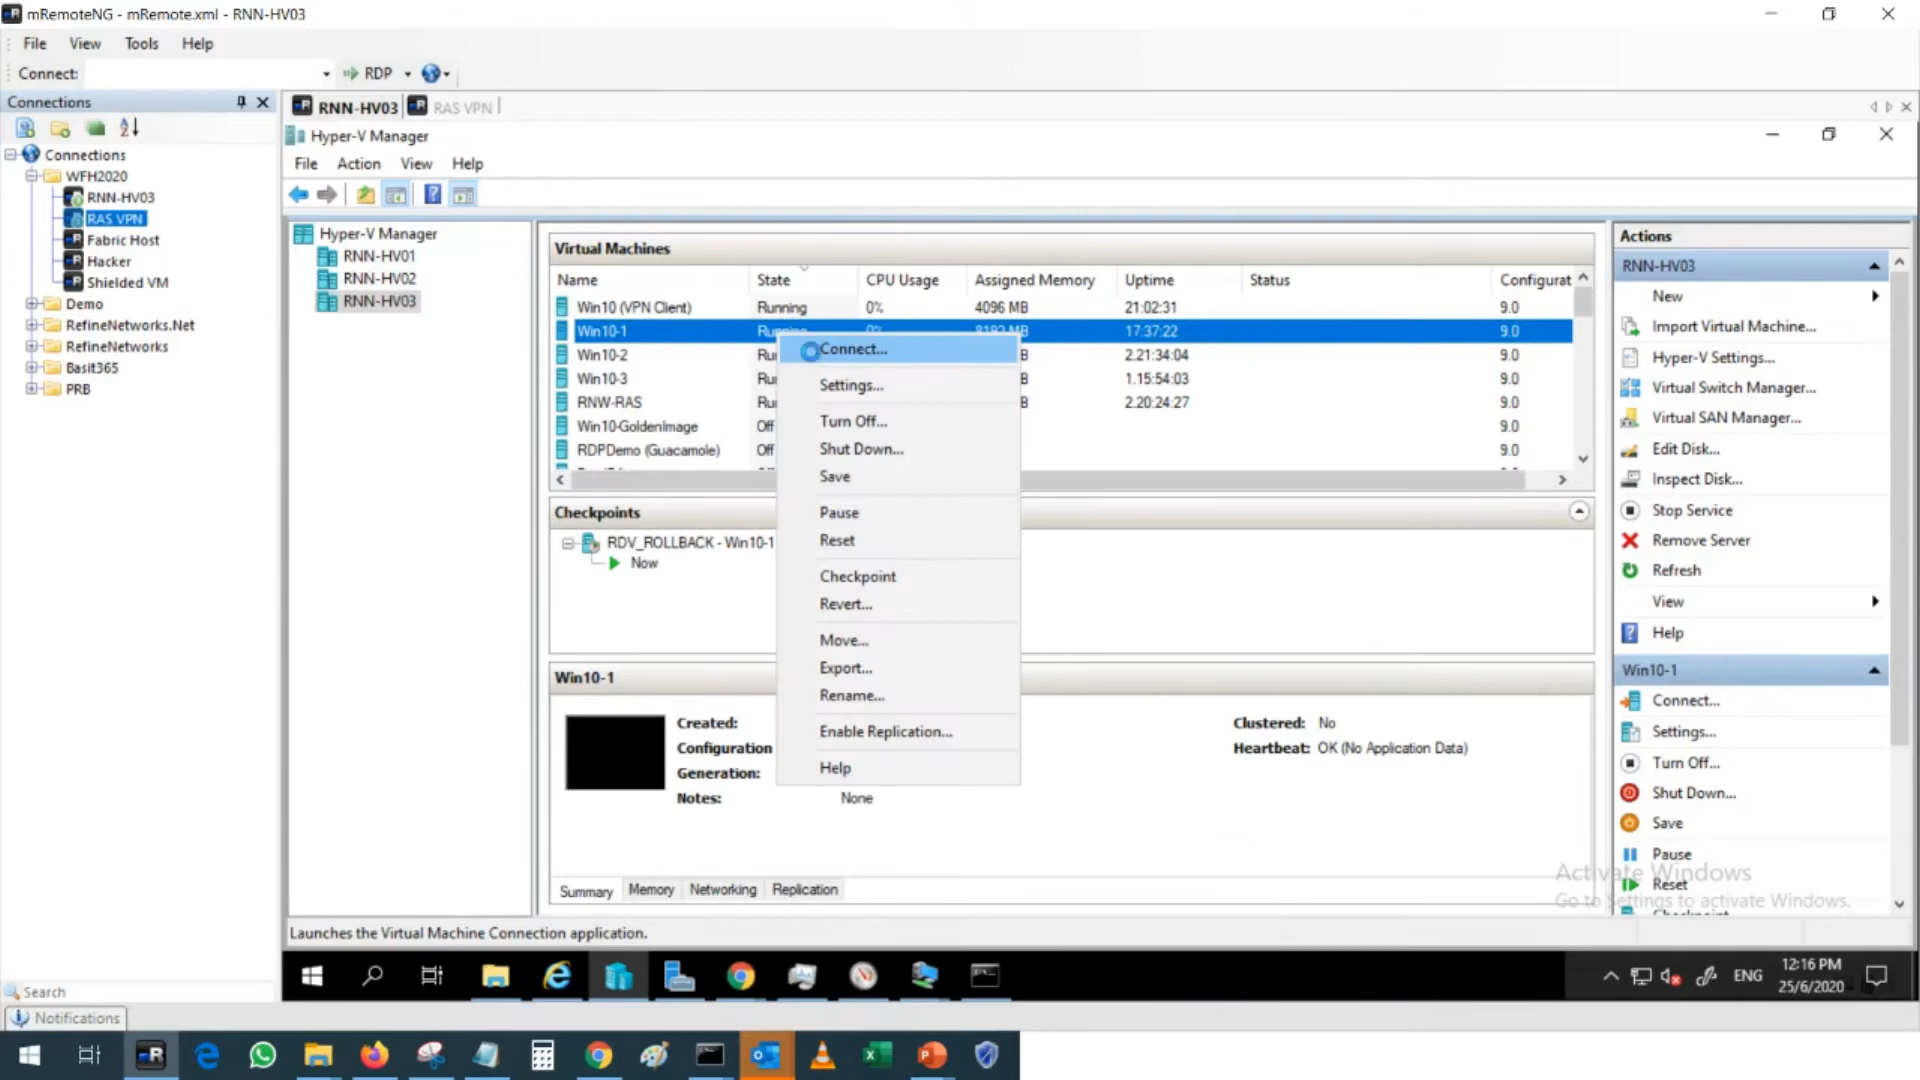 mRemoteNG - mRemote.xml - RNN-HV03
File View Tools Help
Connect: RDP
Connections
Connections
WFH2020
RNN-HV03
RAS VPN
Fabric Host
Hacker
Shielded VM
Demo
RefineNetworks.Net
RefineNetworks
Basit365
PRB
Search
Notifications
RNN-HV03 RAS VPN
Hyper-V Manager
File Action View Help
Hyper-V Manager
RNN-HV01
RNN-HV02
RNN-HV03
Virtual Machines
Name State CPU Usage Assigned Memory Uptime Status Configurat
Win10 (VPN Client) Running 0% 4096 MB 21:02:31 9.0
Win10-1 Running 0% 8192 MB 17:37:22 9.0
Win10-2 Ru B 2.21:34:04 9.0
Win10-3 Ru B 1.15:54:03 9.0
RNW-RAS Ru B 2.20:24:27 9.0
Win10-GoldenImage Off 9.0
RDPDemo (Guacamole) Off 9.0
Connect...
Settings...
Turn Off...
Shut Down...
Save
Pause
Reset
Checkpoint
Revert...
Move...
Export...
Rename...
Enable Replication...
Help
Checkpoints
RDV_ROLLBACK - Win10-1
Now
Win10-1
Created:
Configuration
Generation:
Notes: None
Clustered: No
Heartbeat: OK (No Application Data)
Summary Memory Networking Replication
Actions
RNN-HV03
New
Import Virtual Machine...
Hyper-V Settings...
Virtual Switch Manager...
Virtual SAN Manager...
Edit Disk...
Inspect Disk...
Stop Service
Remove Server
Refresh
View
Help
Win10-1
Connect...
Settings...
Turn Off...
Shut Down...
Save
Pause
Reset
Activate Windows
Go to Settings to activate Windows.
Launches the Virtual Machine Connection application.
ENG
12:16 PM
25/6/2020